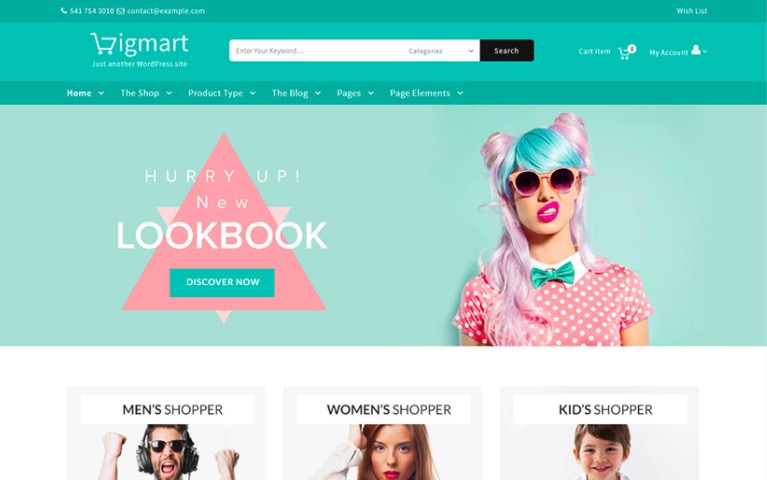 541 754 3010 contact@example.com
Wish List
Wigmart
Just another WordPress site
Enter Your Keyword...
Categories
Search
Cart Item
0
My Account
Home
The Shop
Product Type
The Blog
Pages
Page Elements
HURRY UP!
New
LOOKBOOK
DISCOVER NOW
MEN'S SHOPPER
WOMEN'S SHOPPER
KID'S SHOPPER